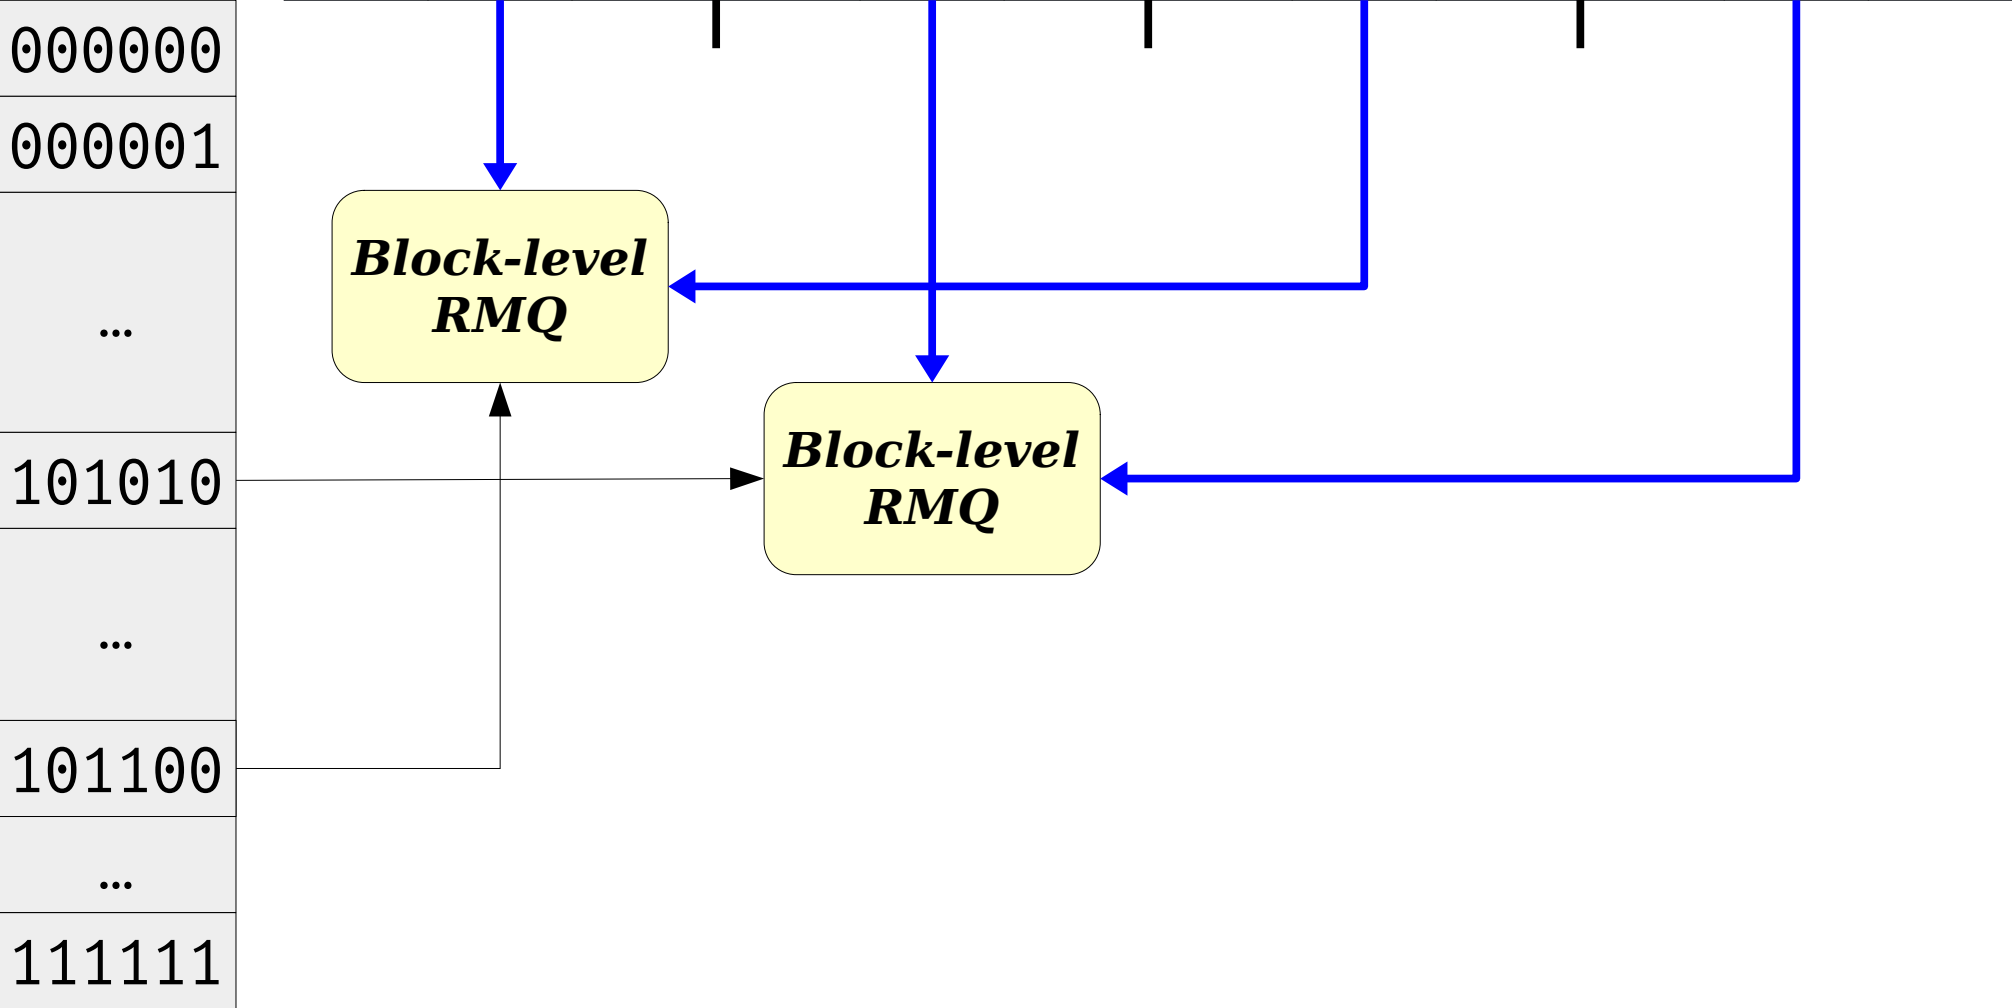 000000
000001
...
101010
...
101100
...
111111
Block-level
RMQ
Block-level
RMQ